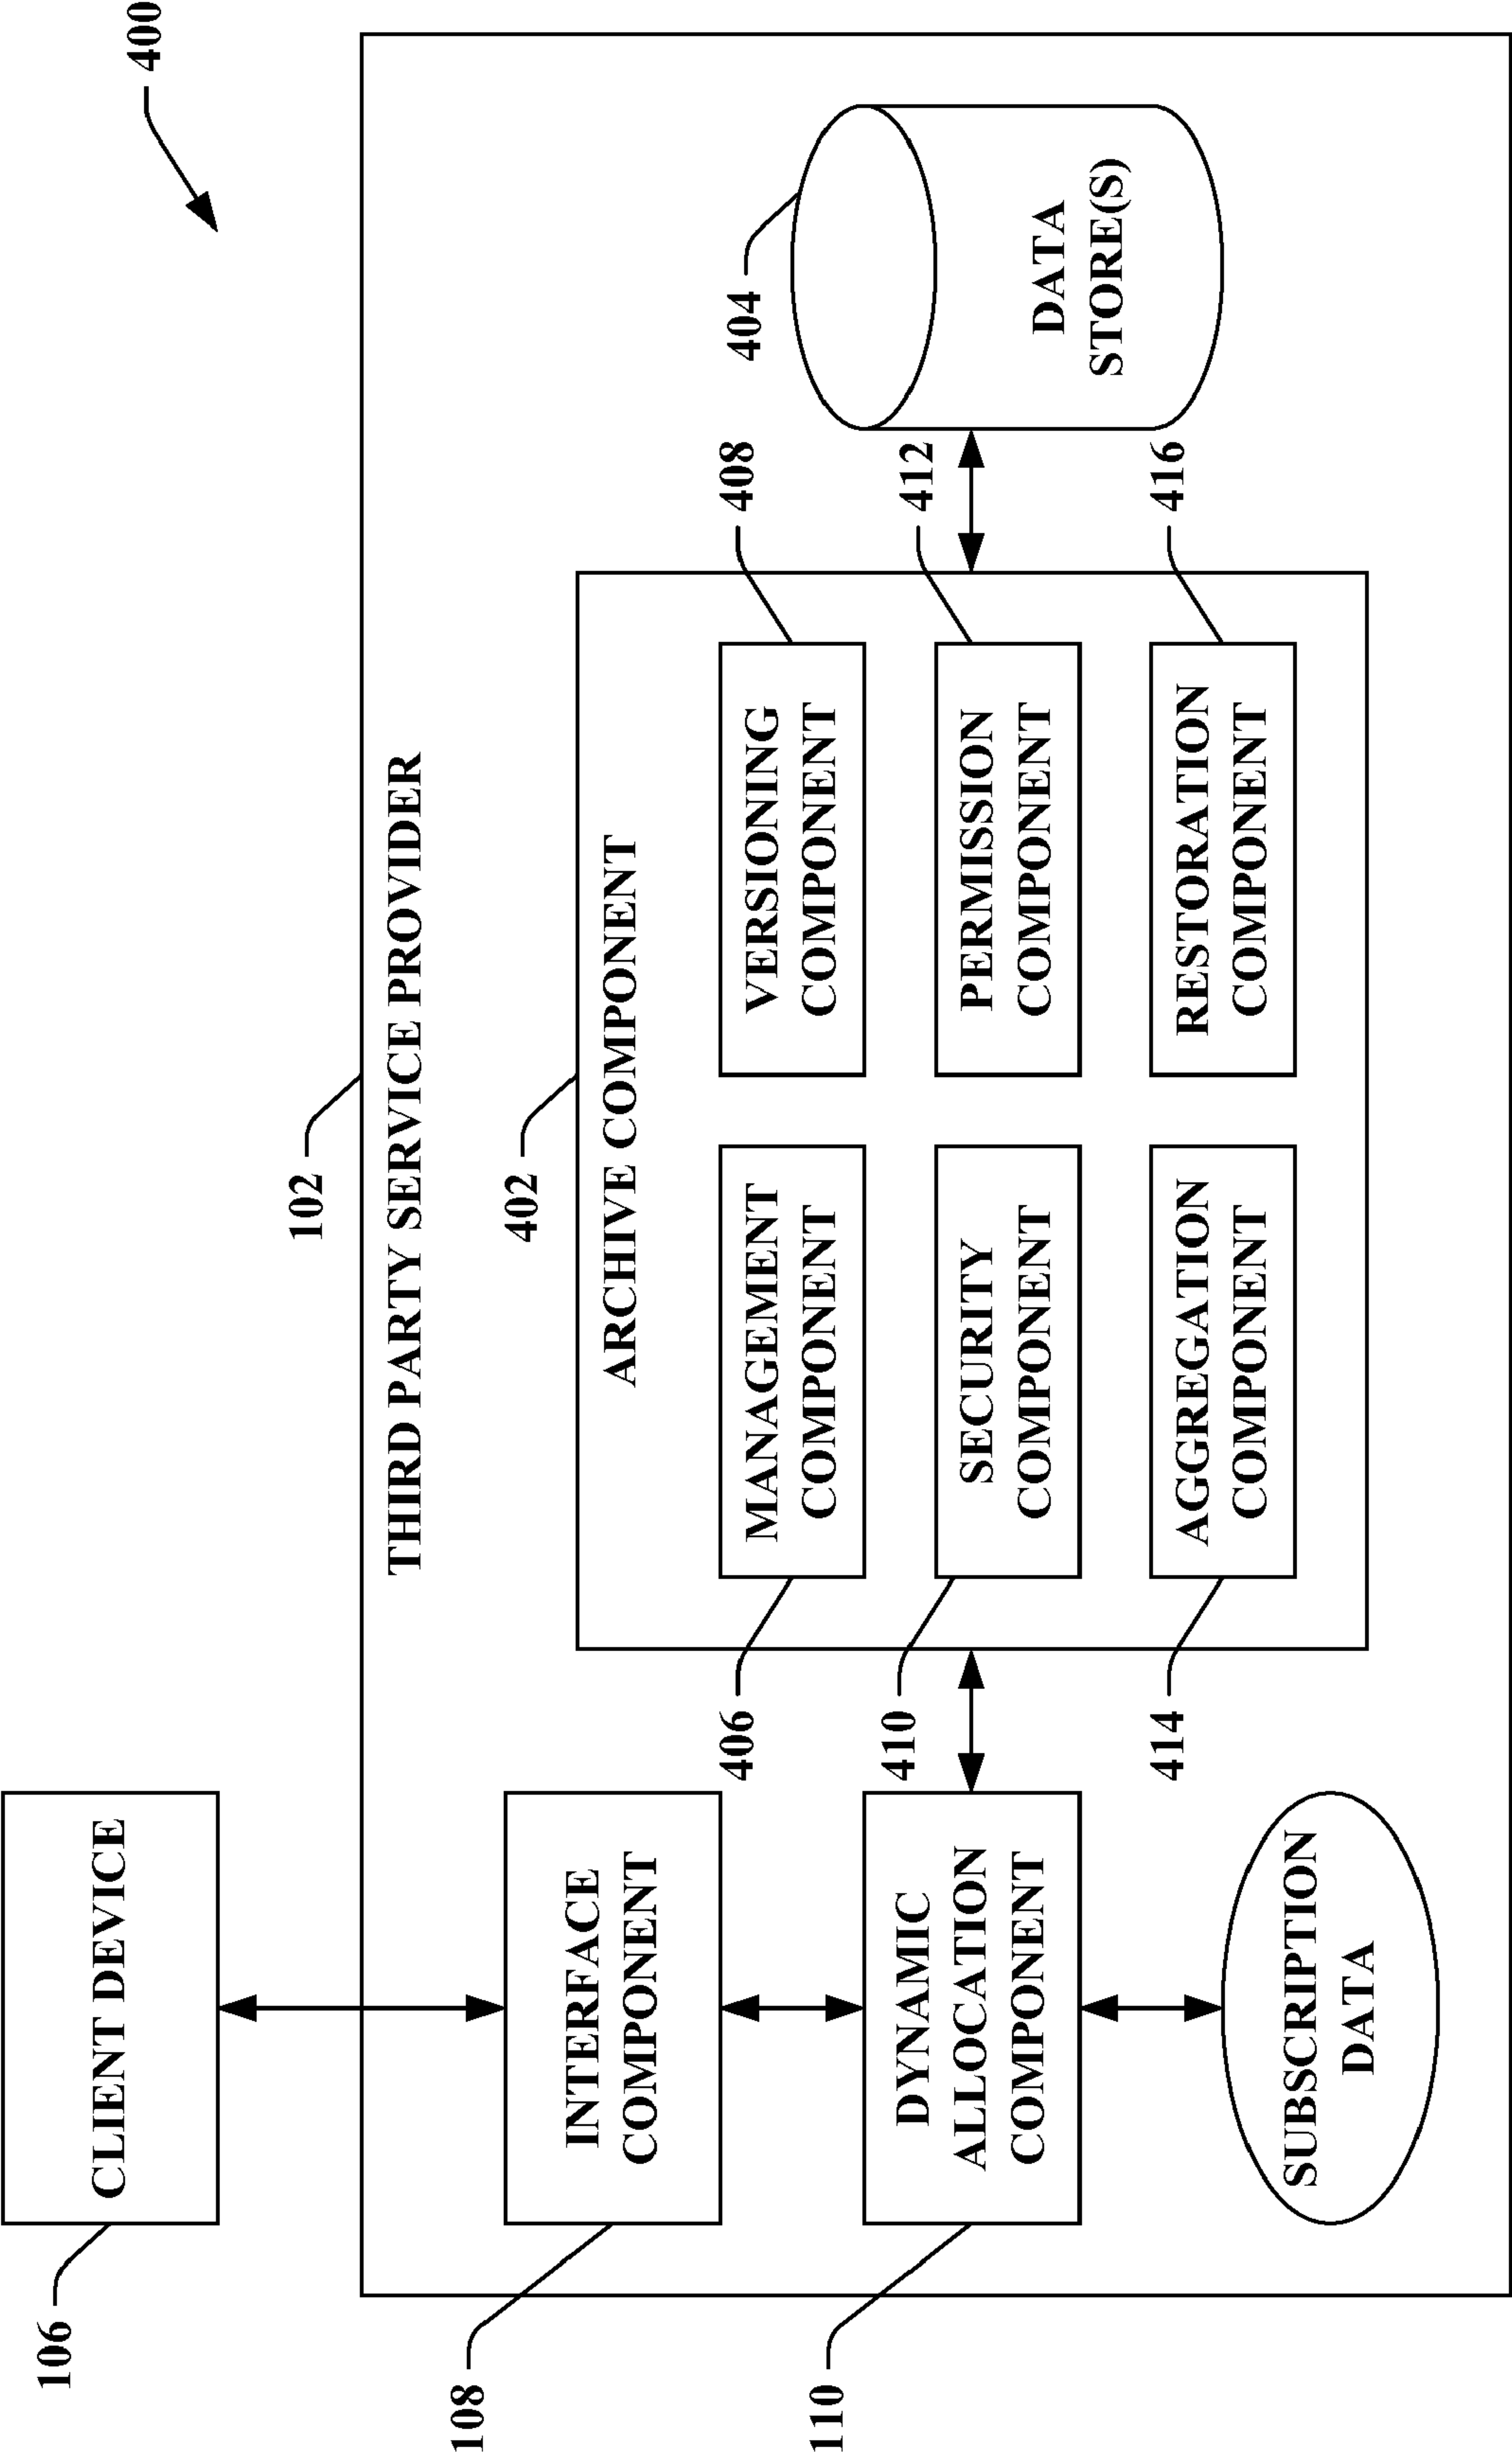 400
106
CLIENT DEVICE
102
THIRD PARTY SERVICE PROVIDER
108
INTERFACE
COMPONENT
402
ARCHIVE COMPONENT
404
DATA
STORE(S)
406
MANAGEMENT
COMPONENT
408
VERSIONING
COMPONENT
110
DYNAMIC
ALLOCATION
COMPONENT
410
SECURITY
COMPONENT
412
PERMISSION
COMPONENT
414
AGGREGATION
COMPONENT
416
RESTORATION
COMPONENT
SUBSCRIPTION
DATA